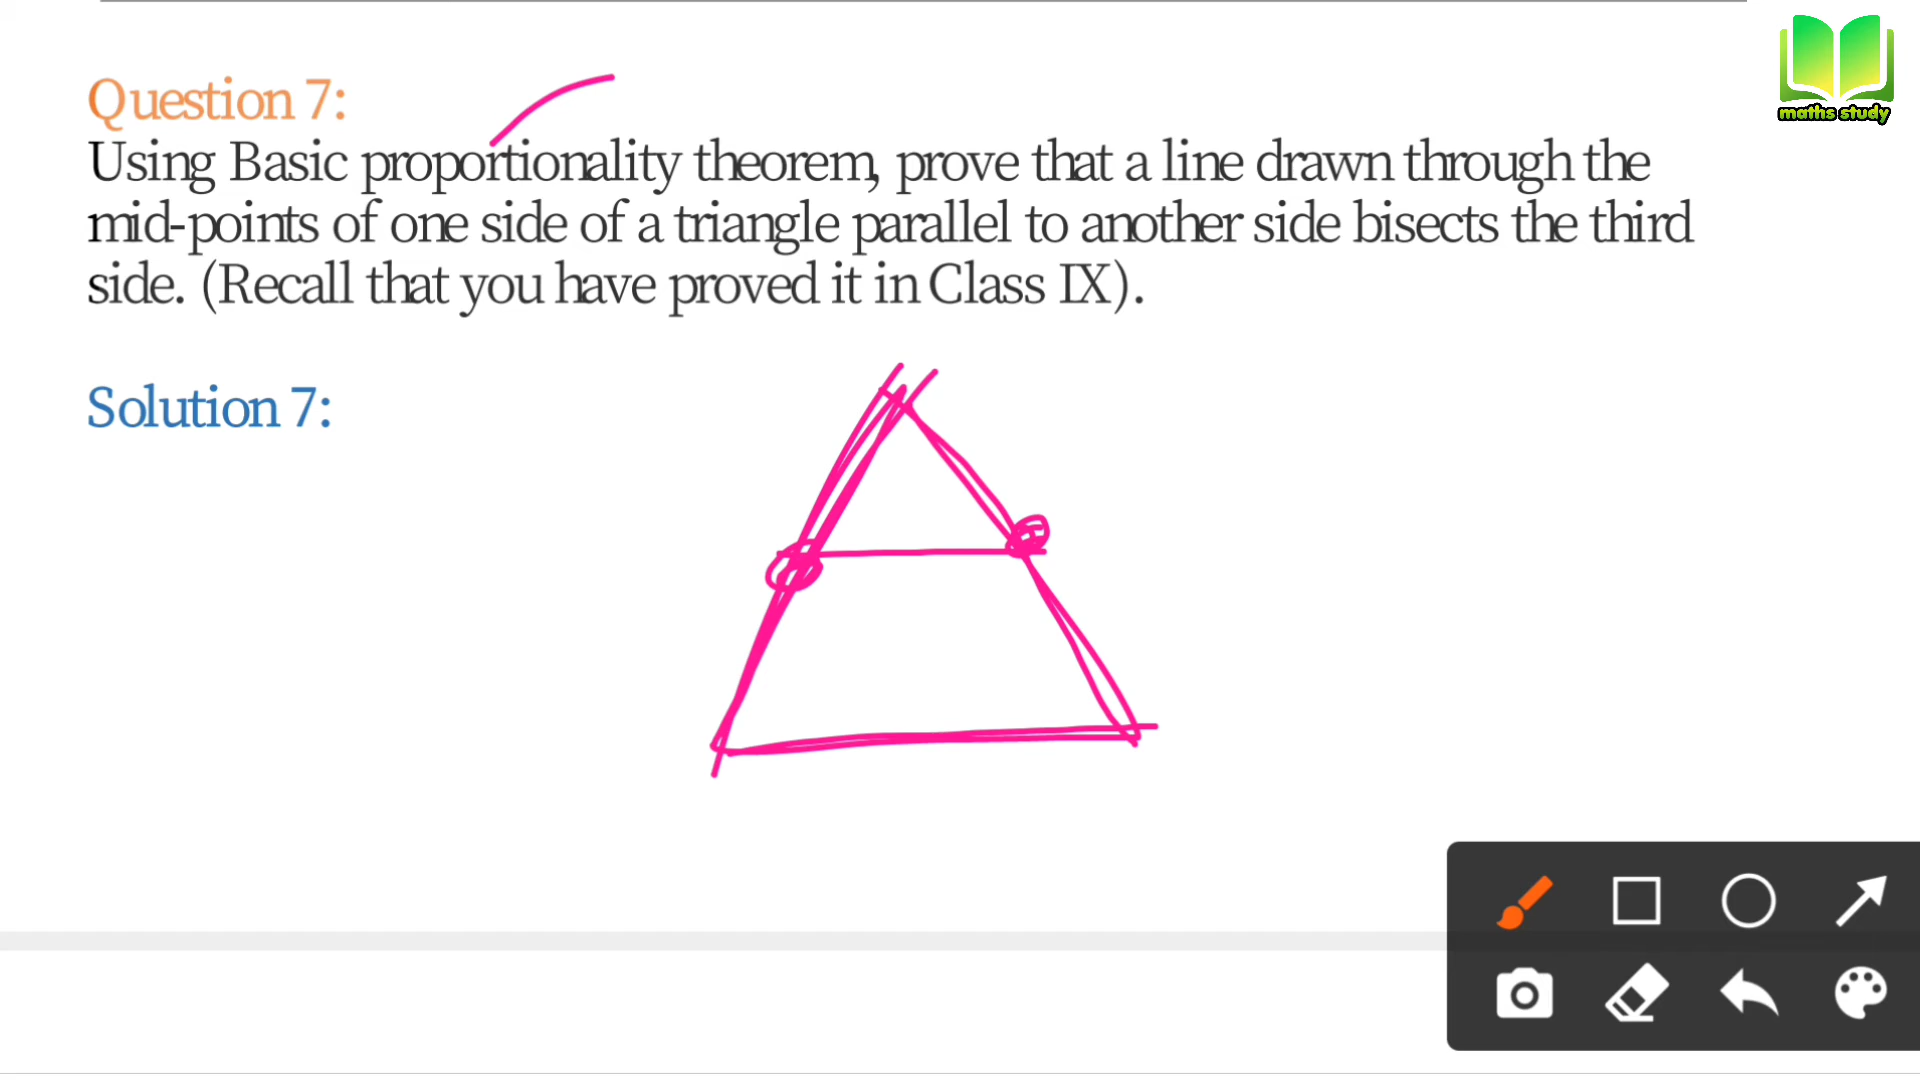 maths study
Question 7:
Using Basic proportionality theorem, prove that a line drawn through the
mid-points of one side of a triangle parallel to another side bisects the third
side. (Recall that you have proved it in Class IX).
Solution 7: